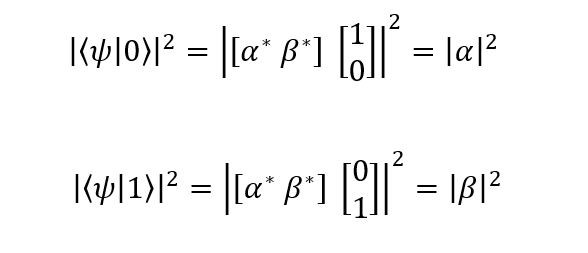 |⟨ψ|0⟩|² = |[α* β*] [1 0]|² = |α|²
|⟨ψ|1⟩|² = |[α* β*] [0 1]|² = |β|²